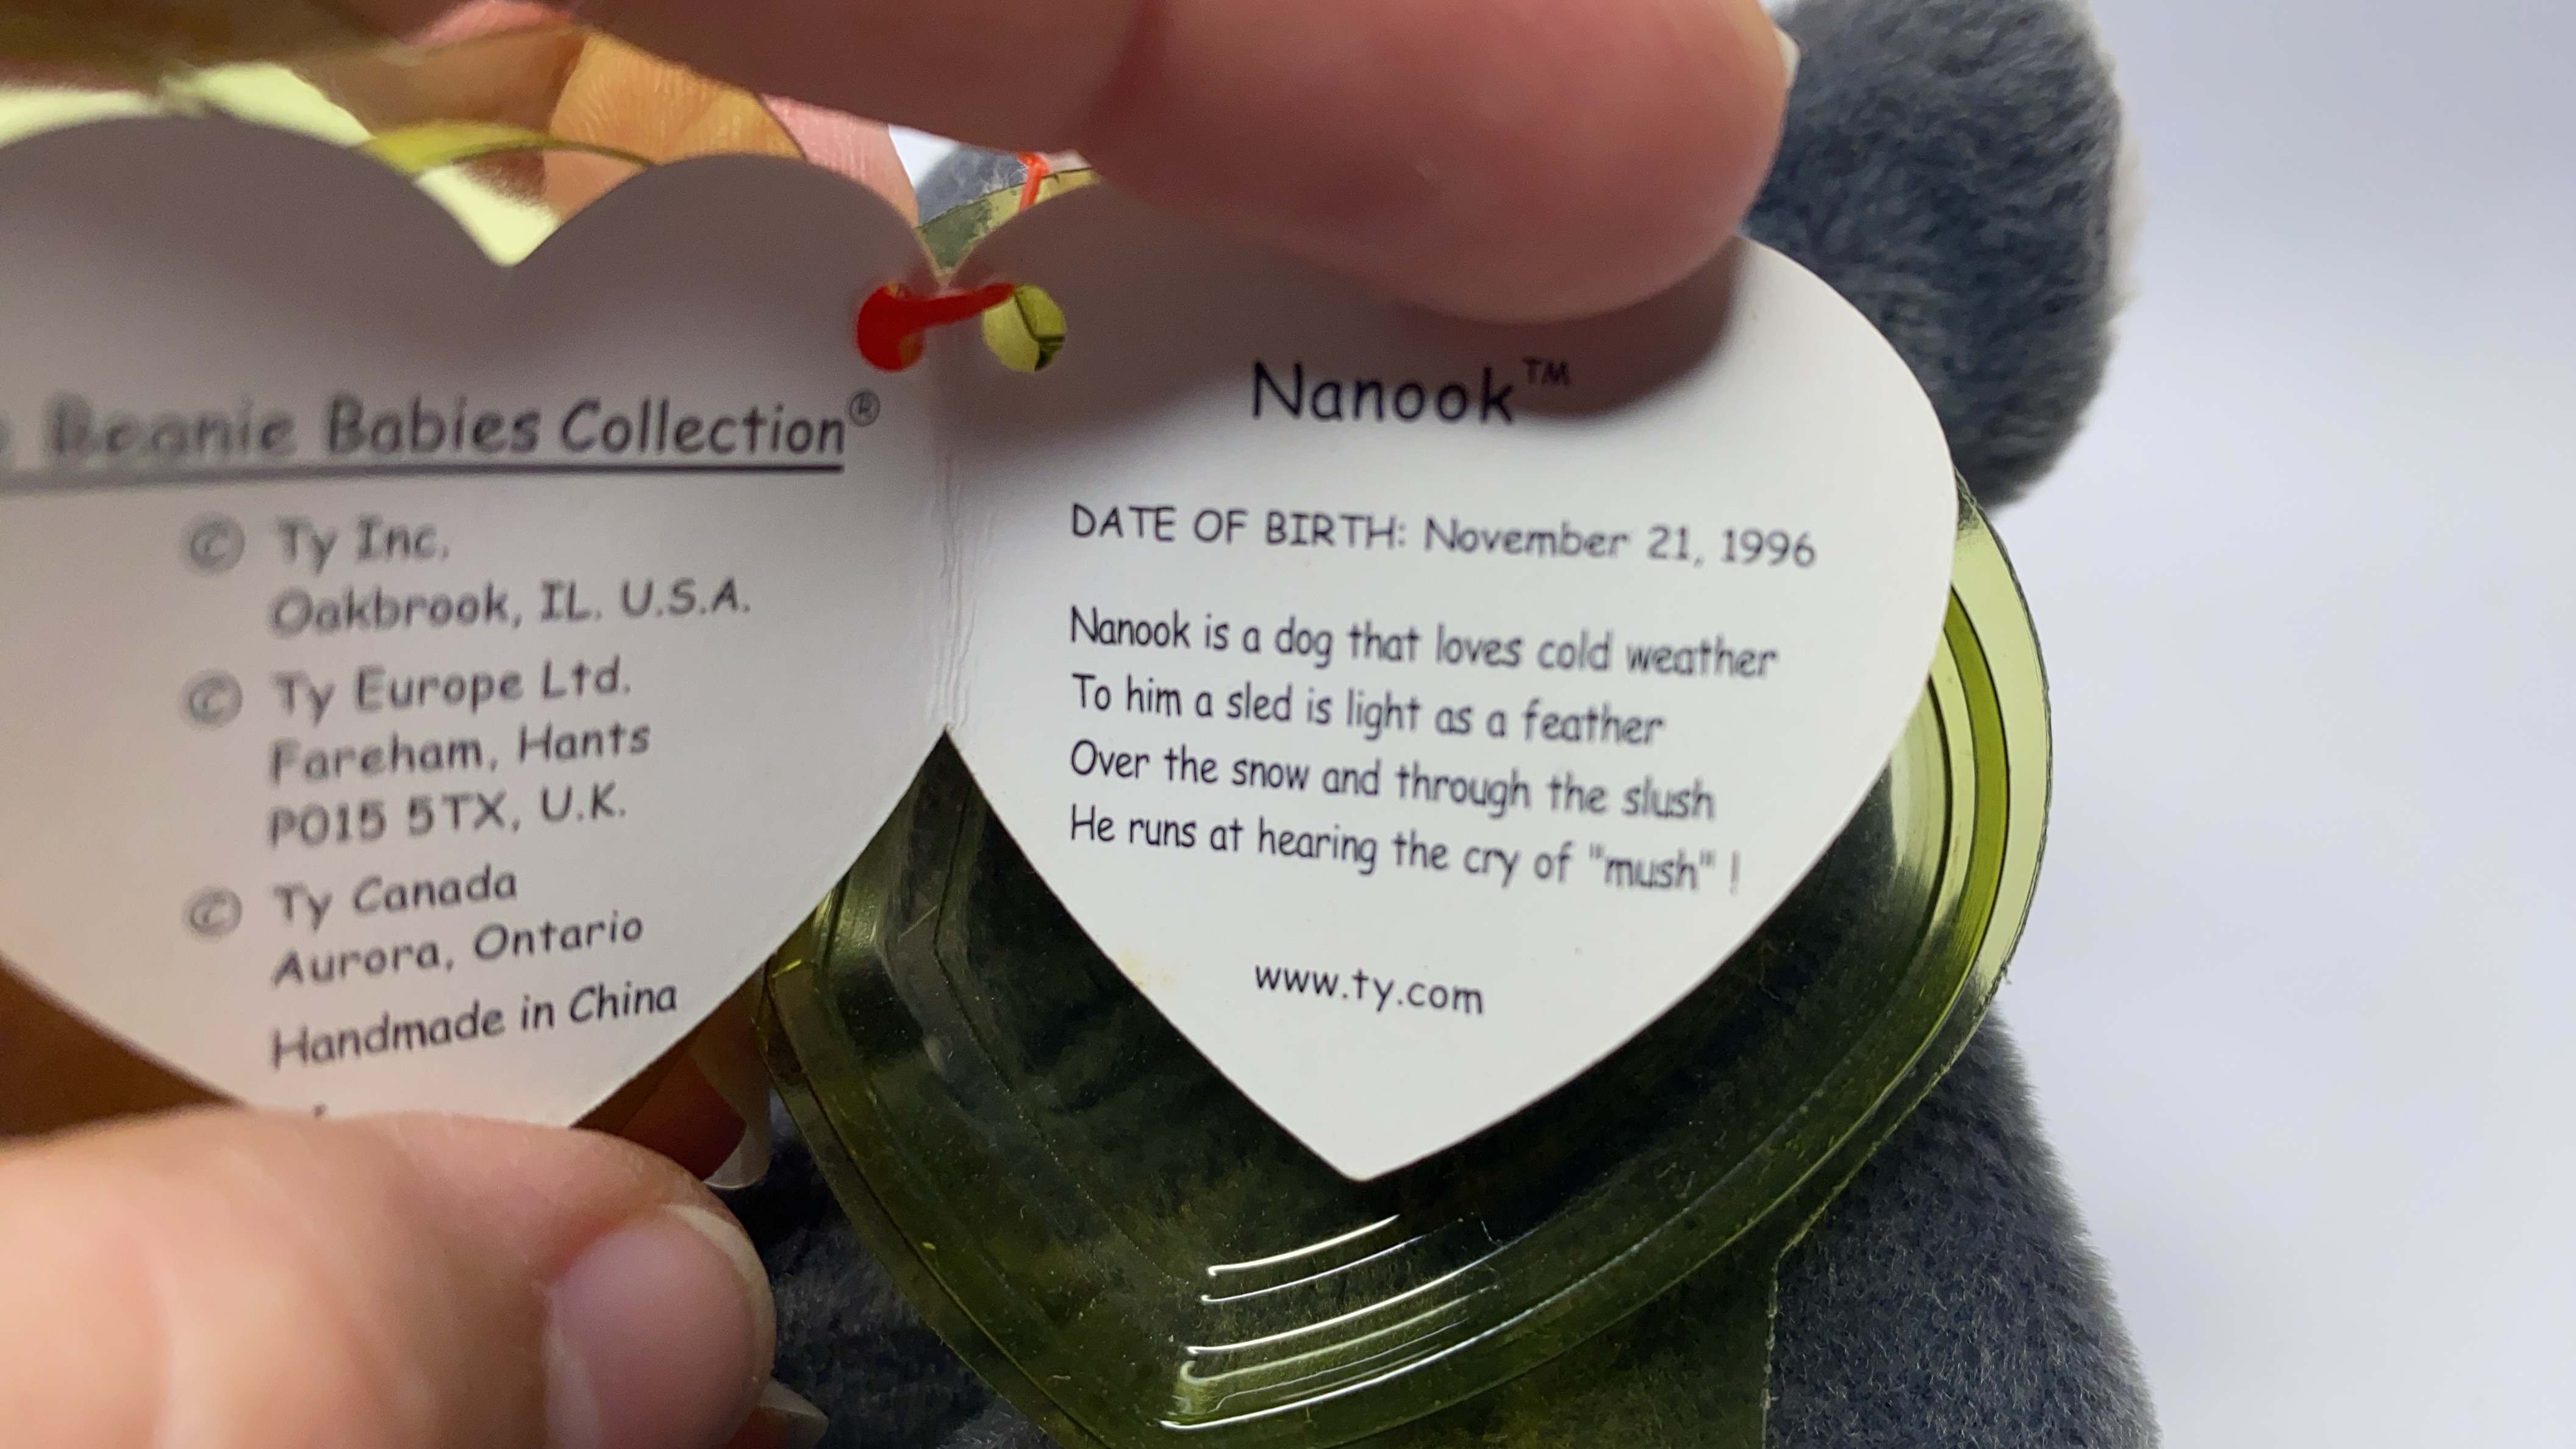 Beanie Babies Collection®
© Ty Inc.
Oakbrook, IL. U.S.A.
© Ty Europe Ltd.
Fareham, Hants
PO15 5TX, U.K.
© Ty Canada
Aurora, Ontario
Handmade in China
Nanook™
DATE OF BIRTH: November 21, 1996
Nanook is a dog that loves cold weather
To him a sled is light as a feather
Over the snow and through the slush
He runs at hearing the cry of "mush" !
www.ty.com